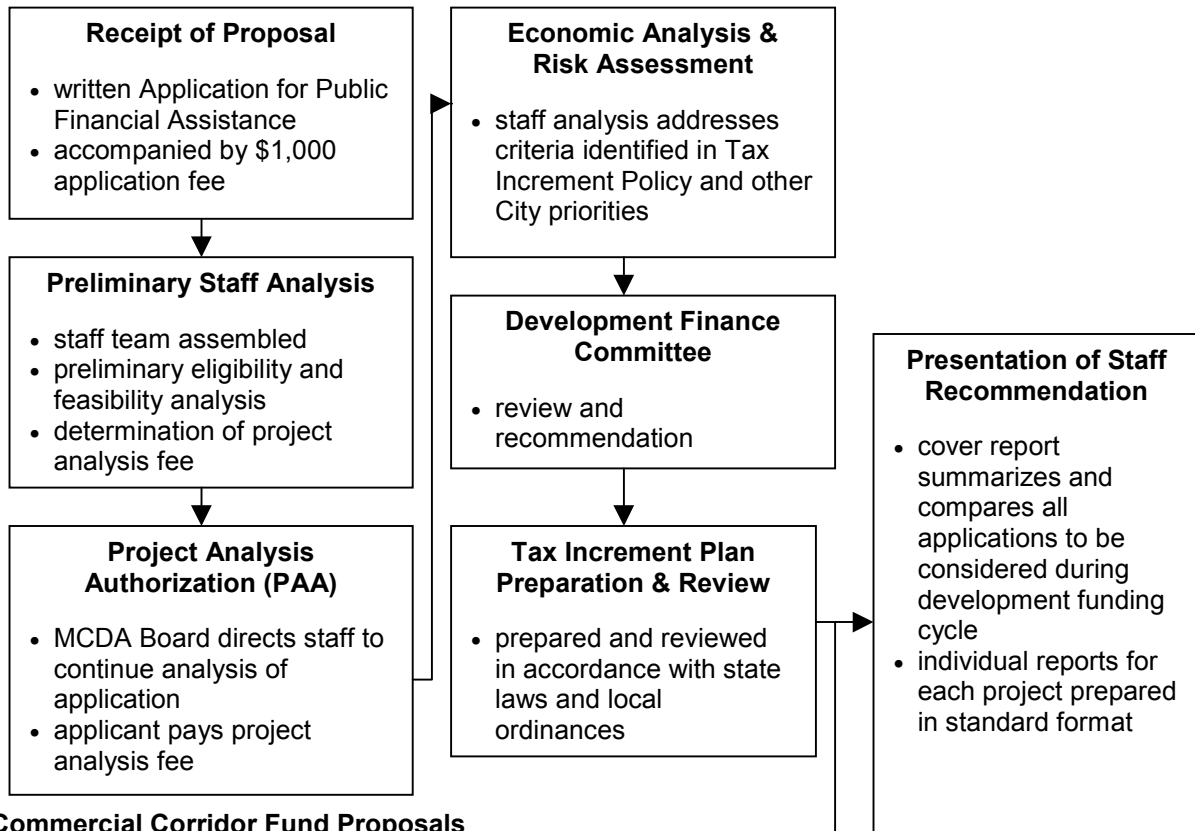 Receipt of Proposal
• written Application for Public
Financial Assistance
• accompanied by $1,000
application fee
Preliminary Staff Analysis
• staff team assembled
• preliminary eligibility and
feasibility analysis
• determination of project
analysis fee
Project Analysis
Authorization (PAA)
• MCDA Board directs staff to
continue analysis of
application
• applicant pays project
analysis fee
Economic Analysis &
Risk Assessment
• staff analysis addresses
criteria identified in Tax
Increment Policy and other
City priorities
Development Finance
Committee
• review and
recommendation
Tax Increment Plan
Preparation & Review
• prepared and reviewed
in accordance with state
laws and local
ordinances
Presentation of Staff
Recommendation
• cover report
summarizes and
compares all
applications to be
considered during
development funding
cycle
• individual reports for
each project prepared
in standard format
Commercial Corridor Fund Proposals